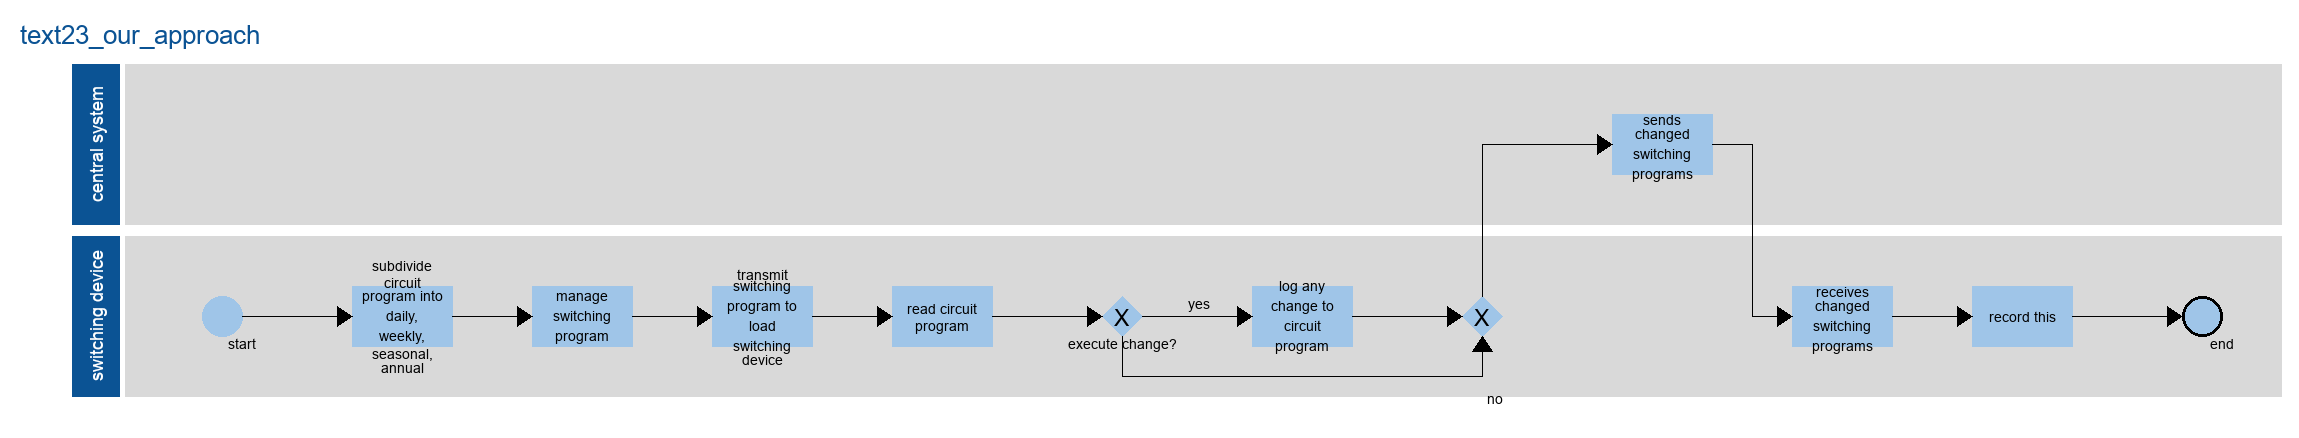 text23_our_approach
central system
sends
changed
switching
programs
switching device
start
subdivide
circuit
program into
daily,
weekly,
seasonal,
annual
manage
switching
program
transmit
switching
program to
load
switching
device
read circuit
program
X
execute change?
yes
log any
change to
circuit
program
X
no
receives
changed
switching
programs
record this
end